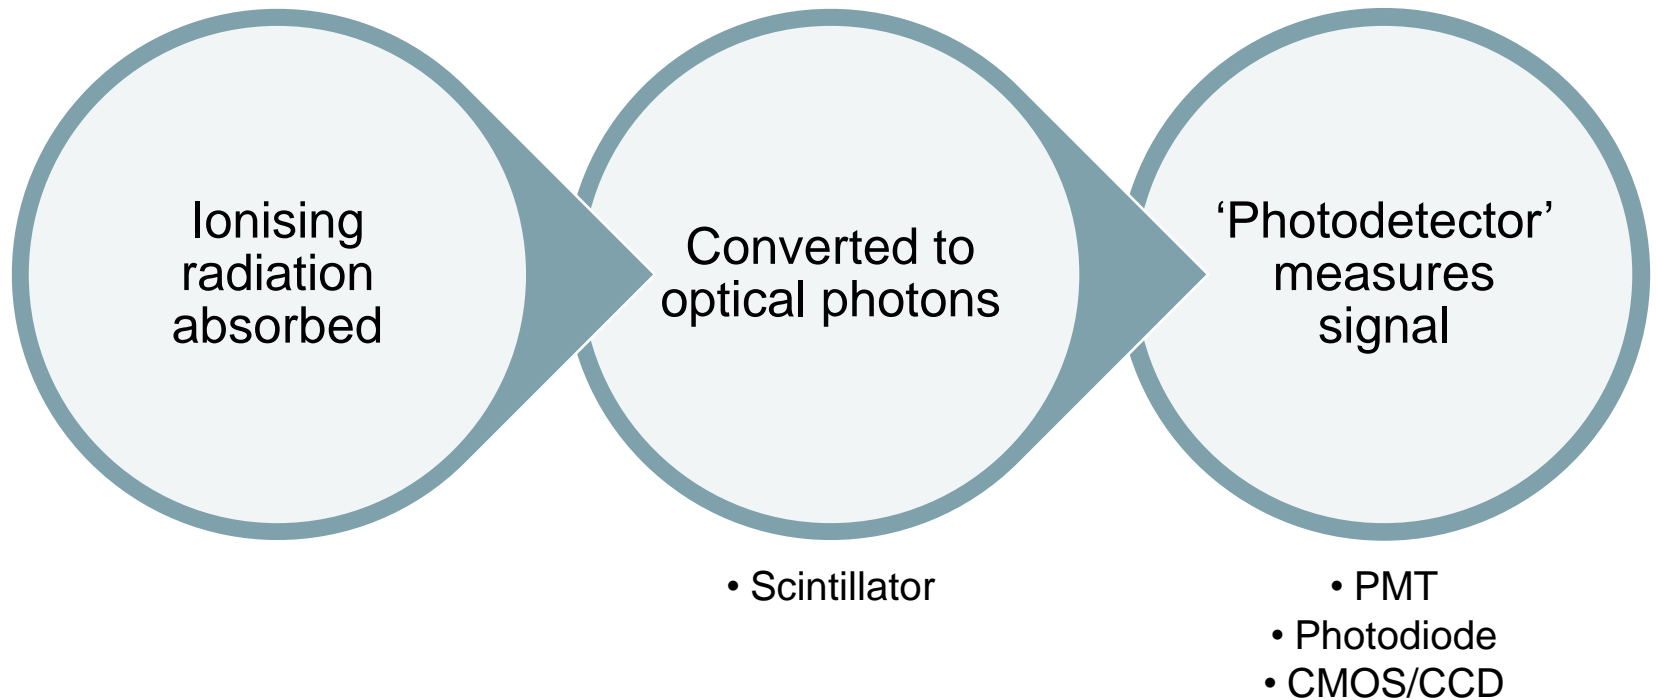 Ionising
radiation
absorbed
Converted to
optical photons
‘Photodetector’
measures
signal
• Scintillator
• PMT
• Photodiode
• CMOS/CCD